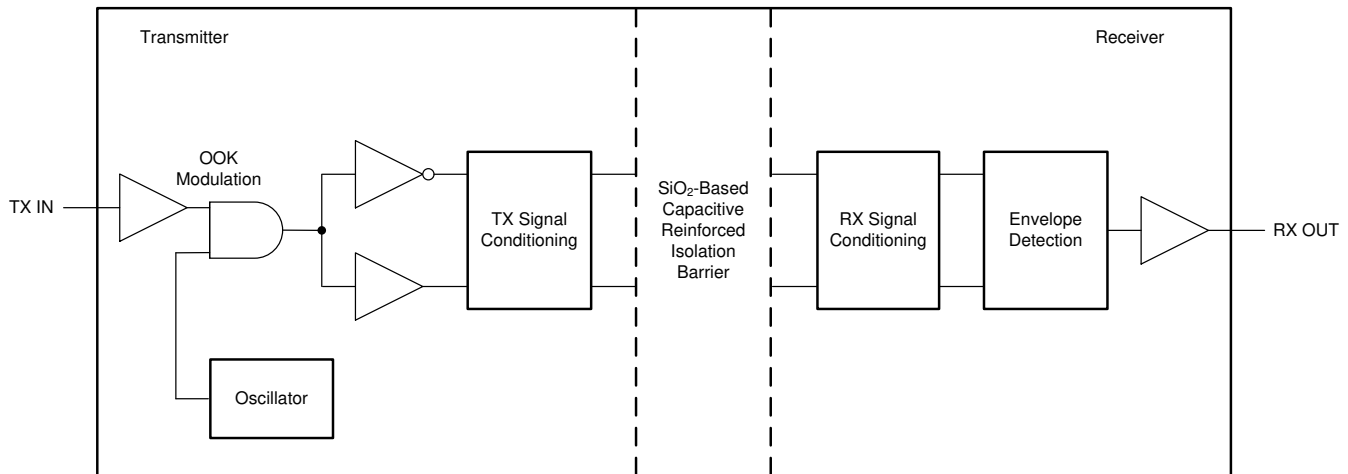 Transmitter
Receiver
OOK
Modulation
TX IN
TX Signal
Conditioning
SiO₂-Based
Capacitive
Reinforced
Isolation
Barrier
RX Signal
Conditioning
Envelope
Detection
RX OUT
Oscillator